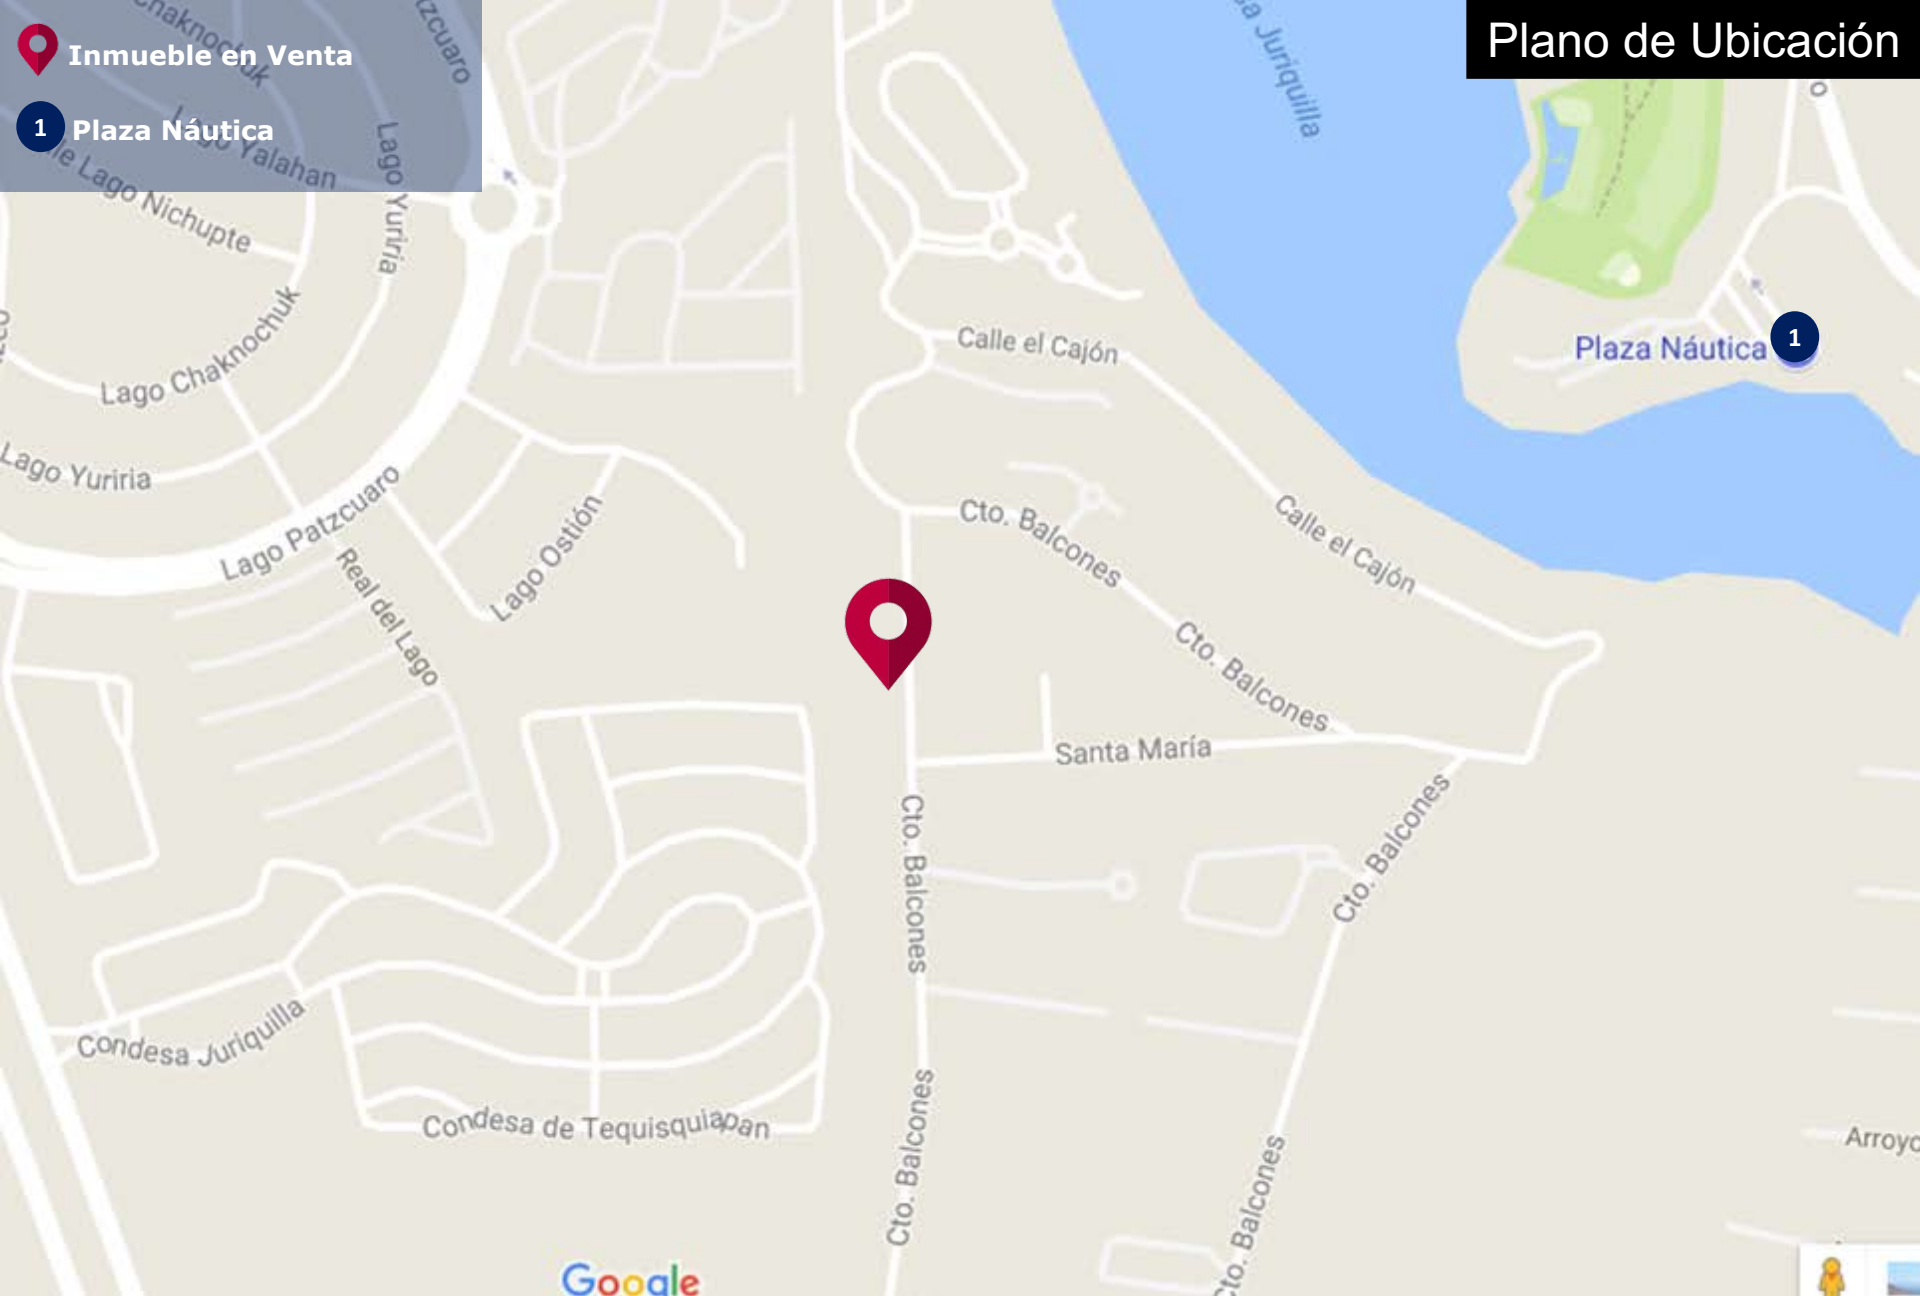 Plano de Ubicación
Inmueble en Venta
1 Plaza Náutica
Lago Yalahan
Lago Nichupte
Lago Yuriria
Lago Chaknochuk
Lago Yuriria
Lago Patzcuaro
Real del Lago
Lago Ostión
Juriquilla
Calle el Cajón
Plaza Náutica 1
Cto. Balcones
Calle el Cajón
Cto. Balcones
Santa María
Cto. Balcones
Cto. Balcones
Condesa Juriquilla
Condesa de Tequisquiapan
Cto. Balcones
Cto. Balcones
Arroyo
Google